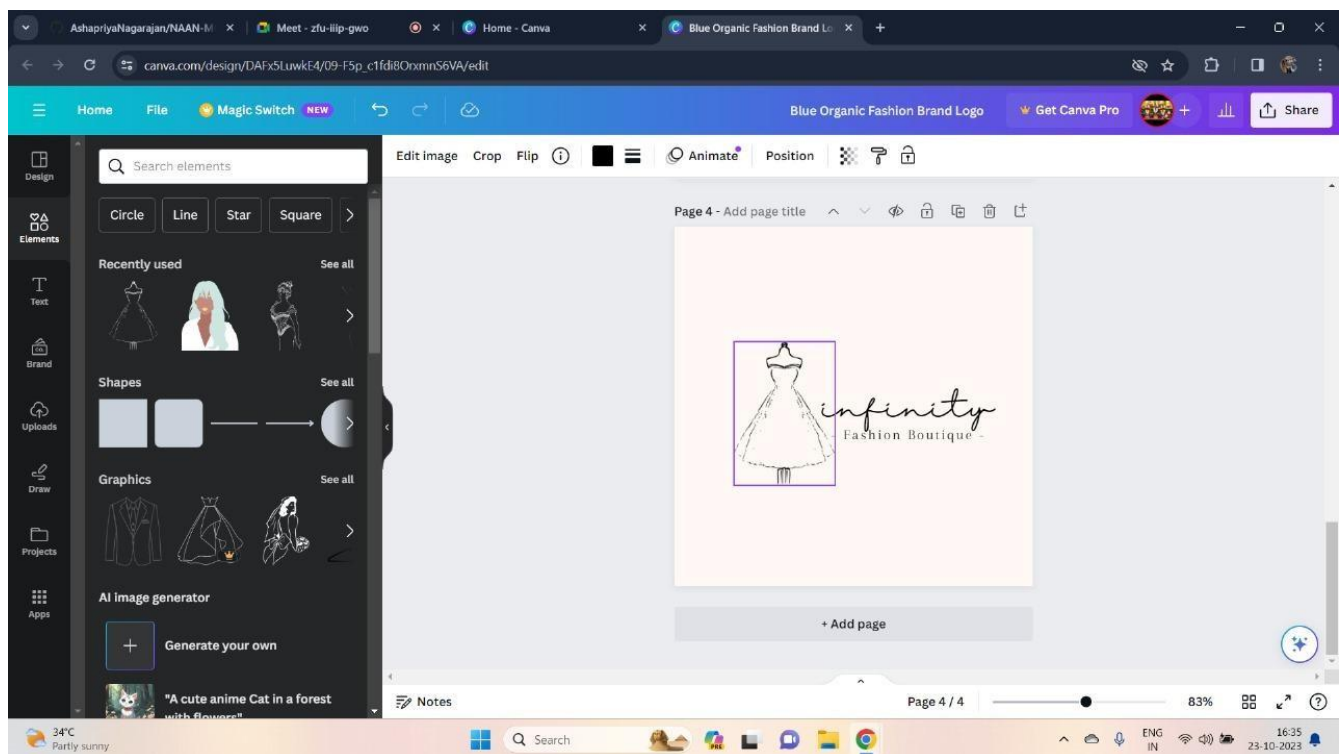 AshapriyaNagarajan/NAAN-M
Meet - zfu-iiip-gwo
Home - Canva
Blue Organic Fashion Brand Lo
canva.com/design/DAFx5LuwkE4/09-F5p_c1fdi8OrxmnS6VA/edit
Home File Magic Switch NEW Blue Organic Fashion Brand Logo Get Canva Pro + Share
Design
Elements
Text
Brand
Uploads
Draw
Projects
Apps
Search elements
Circle Line Star Square
Recently used See all
Shapes See all
Graphics See all
AI image generator
Generate your own
"A cute anime Cat in a forest
with flowers"
Edit image Crop Flip Animate Position
Page 4 - Add page title
infinity
- Fashion Boutique -
+ Add page
Notes Page 4 / 4 83%
34°C
Partly sunny
Search
ENG
IN
16:35
23-10-2023